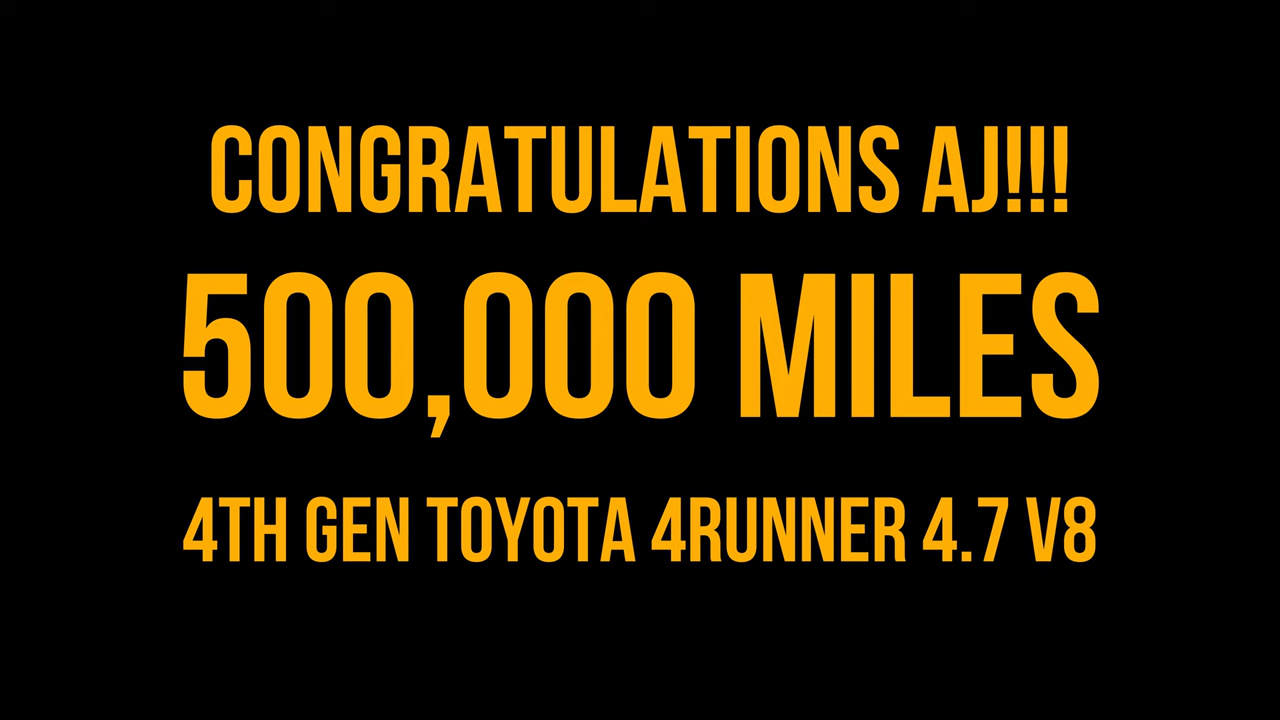 CONGRATULATIONS AJ!!!
500,000 MILES
4TH GEN TOYOTA 4RUNNER 4.7 V8